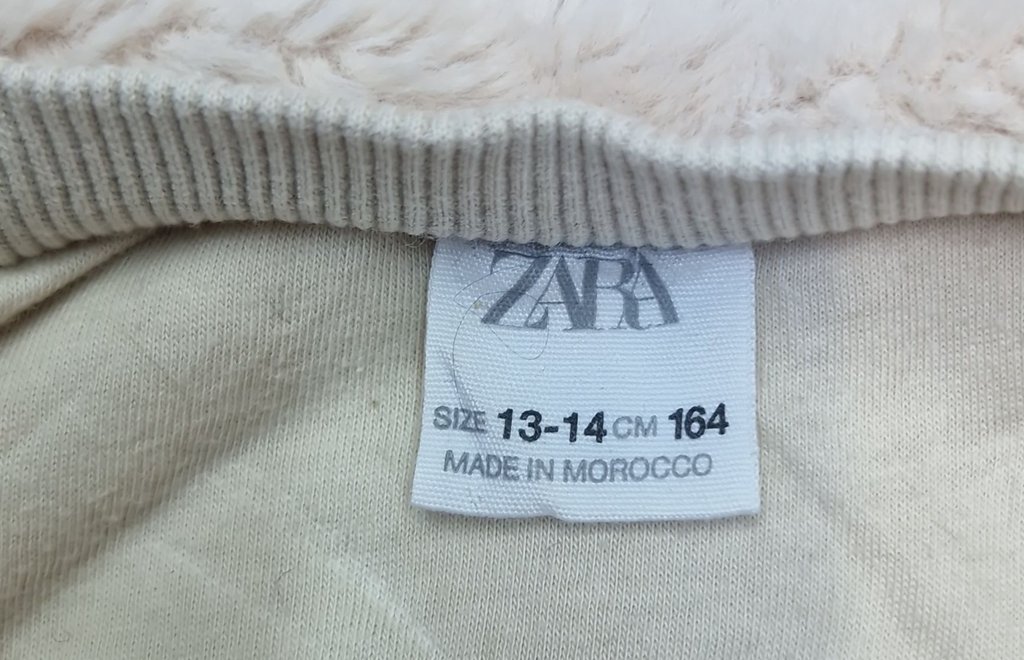 ZARA
SIZE 13-14 CM 164
MADE IN MOROCCO